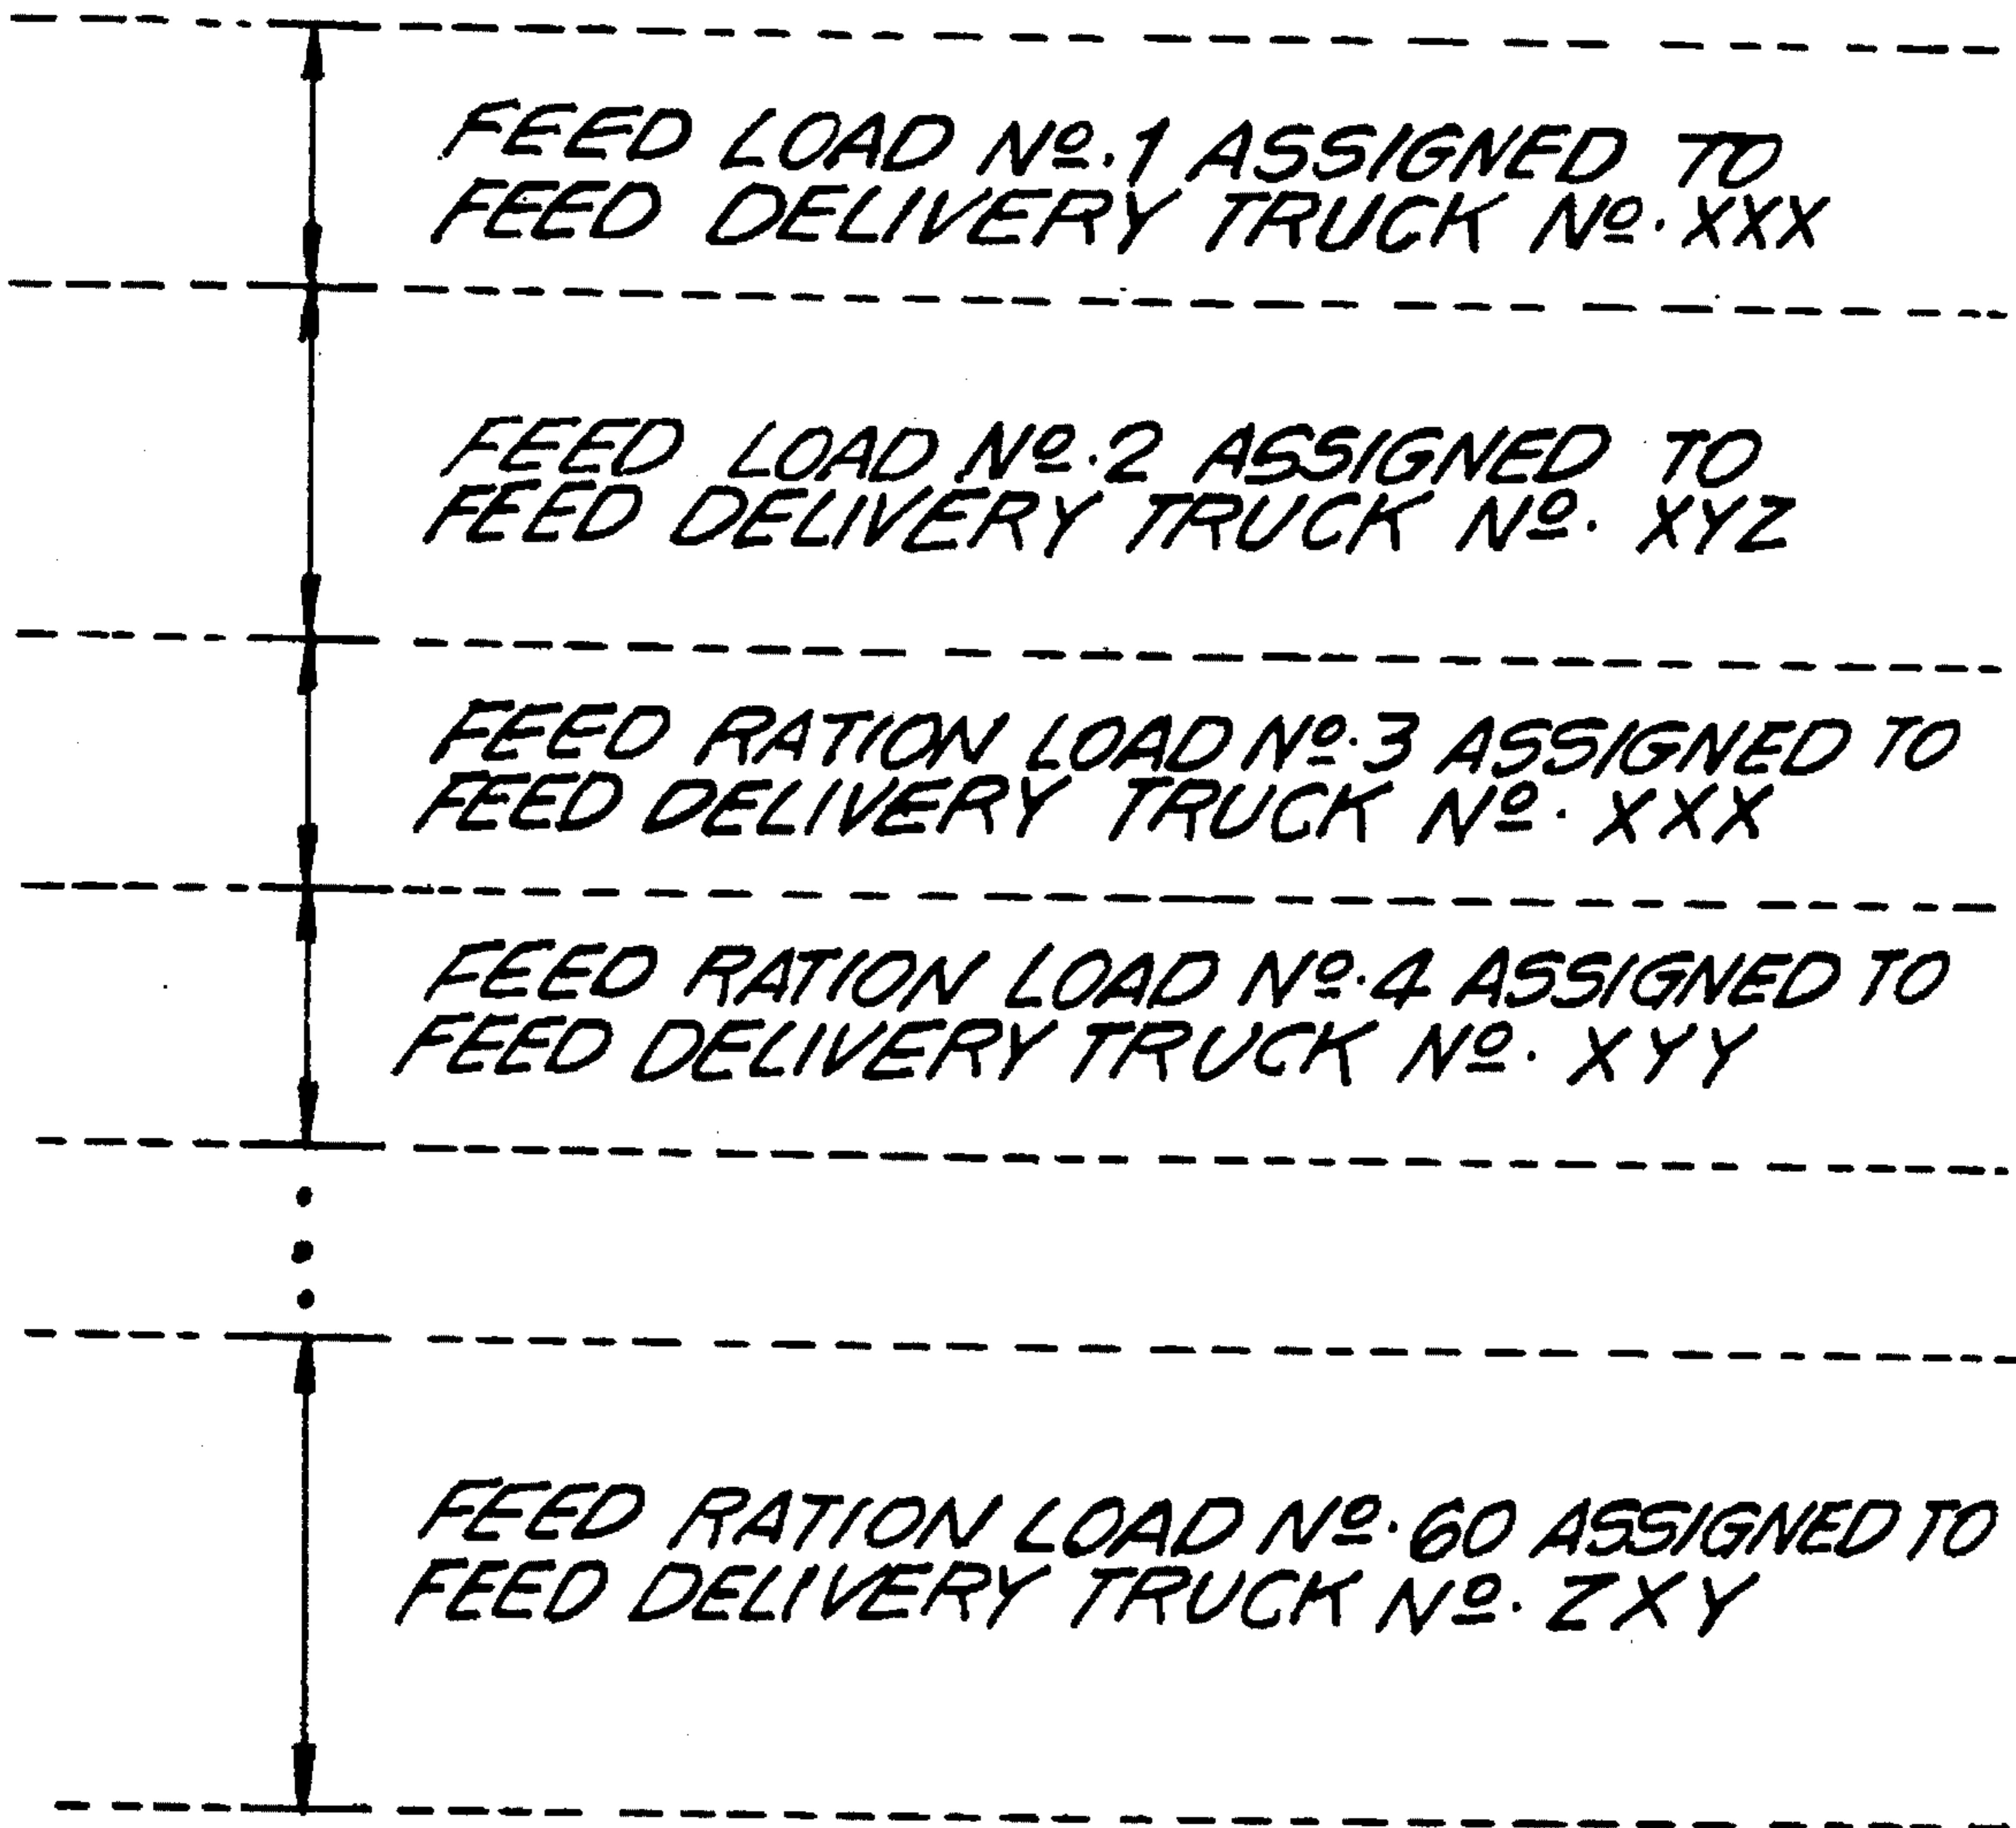 FEED LOAD Nº.1 ASSIGNED TO
FEED DELIVERY TRUCK Nº.XXX
FEED LOAD Nº.2 ASSIGNED TO
FEED DELIVERY TRUCK Nº. XYZ
FEED RATION LOAD Nº.3 ASSIGNED TO
FEED DELIVERY TRUCK Nº. XXX
FEED RATION LOAD Nº.4 ASSIGNED TO
FEED DELIVERY TRUCK Nº. XYY
FEED RATION LOAD Nº.60 ASSIGNED TO
FEED DELIVERY TRUCK Nº. ZXY